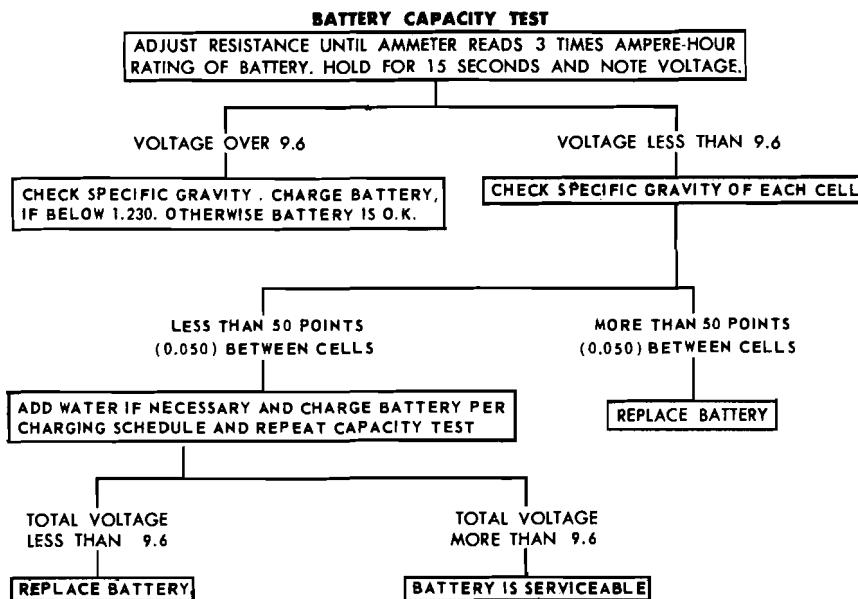 BATTERY CAPACITY TEST
ADJUST RESISTANCE UNTIL AMMETER READS 3 TIMES AMPERE-HOUR
RATING OF BATTERY. HOLD FOR 15 SECONDS AND NOTE VOLTAGE.
VOLTAGE OVER 9.6
VOLTAGE LESS THAN 9.6
CHECK SPECIFIC GRAVITY. CHARGE BATTERY,
IF BELOW 1.230. OTHERWISE BATTERY IS O.K.
CHECK SPECIFIC GRAVITY OF EACH CELL
LESS THAN 50 POINTS
(0.050) BETWEEN CELLS
MORE THAN 50 POINTS
(0.050) BETWEEN CELLS
ADD WATER IF NECESSARY AND CHARGE BATTERY PER
CHARGING SCHEDULE AND REPEAT CAPACITY TEST
REPLACE BATTERY
TOTAL VOLTAGE
LESS THAN 9.6
TOTAL VOLTAGE
MORE THAN 9.6
REPLACE BATTERY
BATTERY IS SERVICEABLE